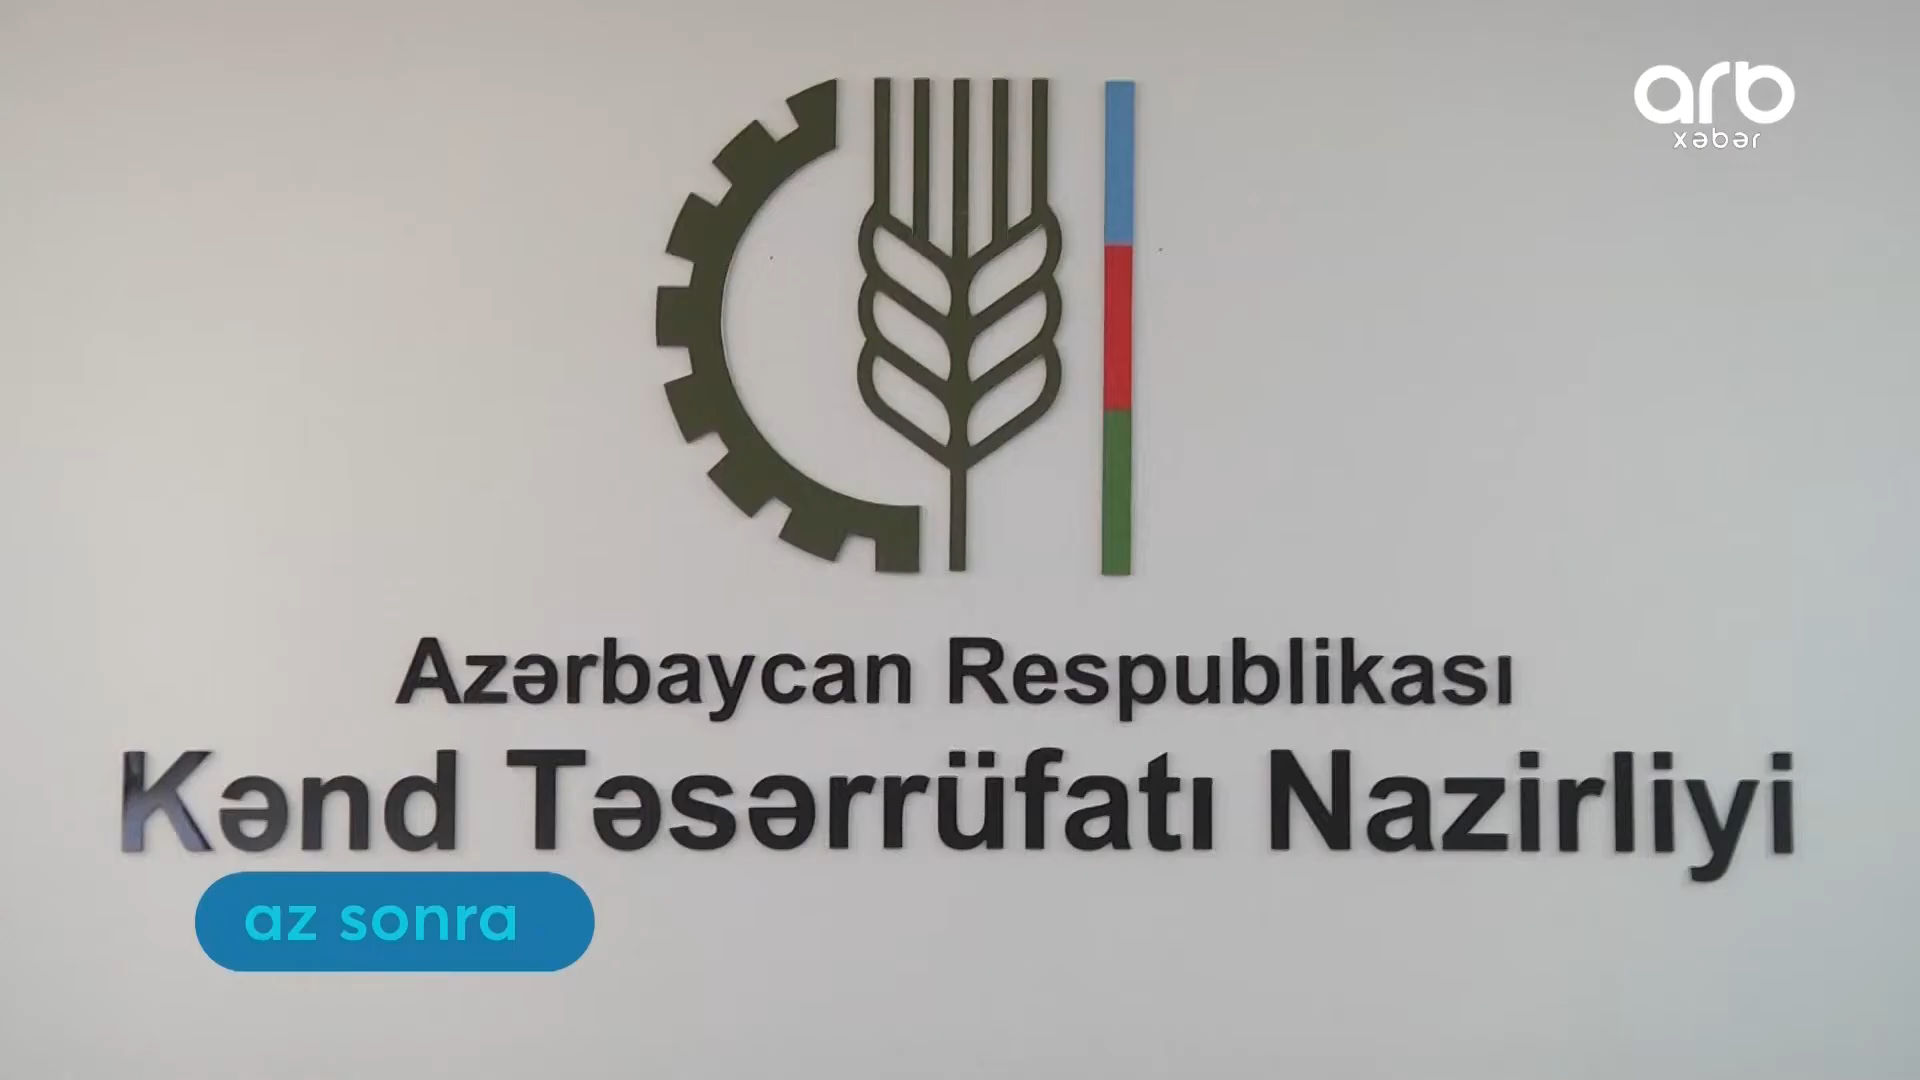 arb
xəbər
Azərbaycan Respublikası
Kənd Təsərrüfatı Nazirliyi
az sonra